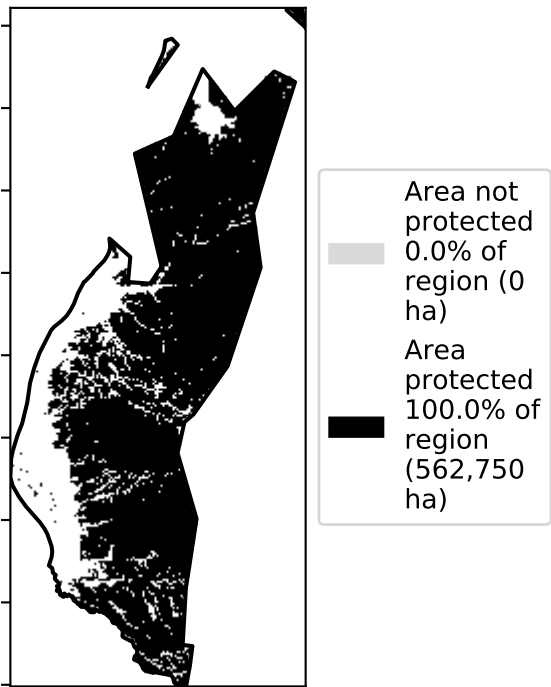 Area not
protected
0.0% of
region (0
ha)
Area
protected
100.0% of
region
(562,750
ha)